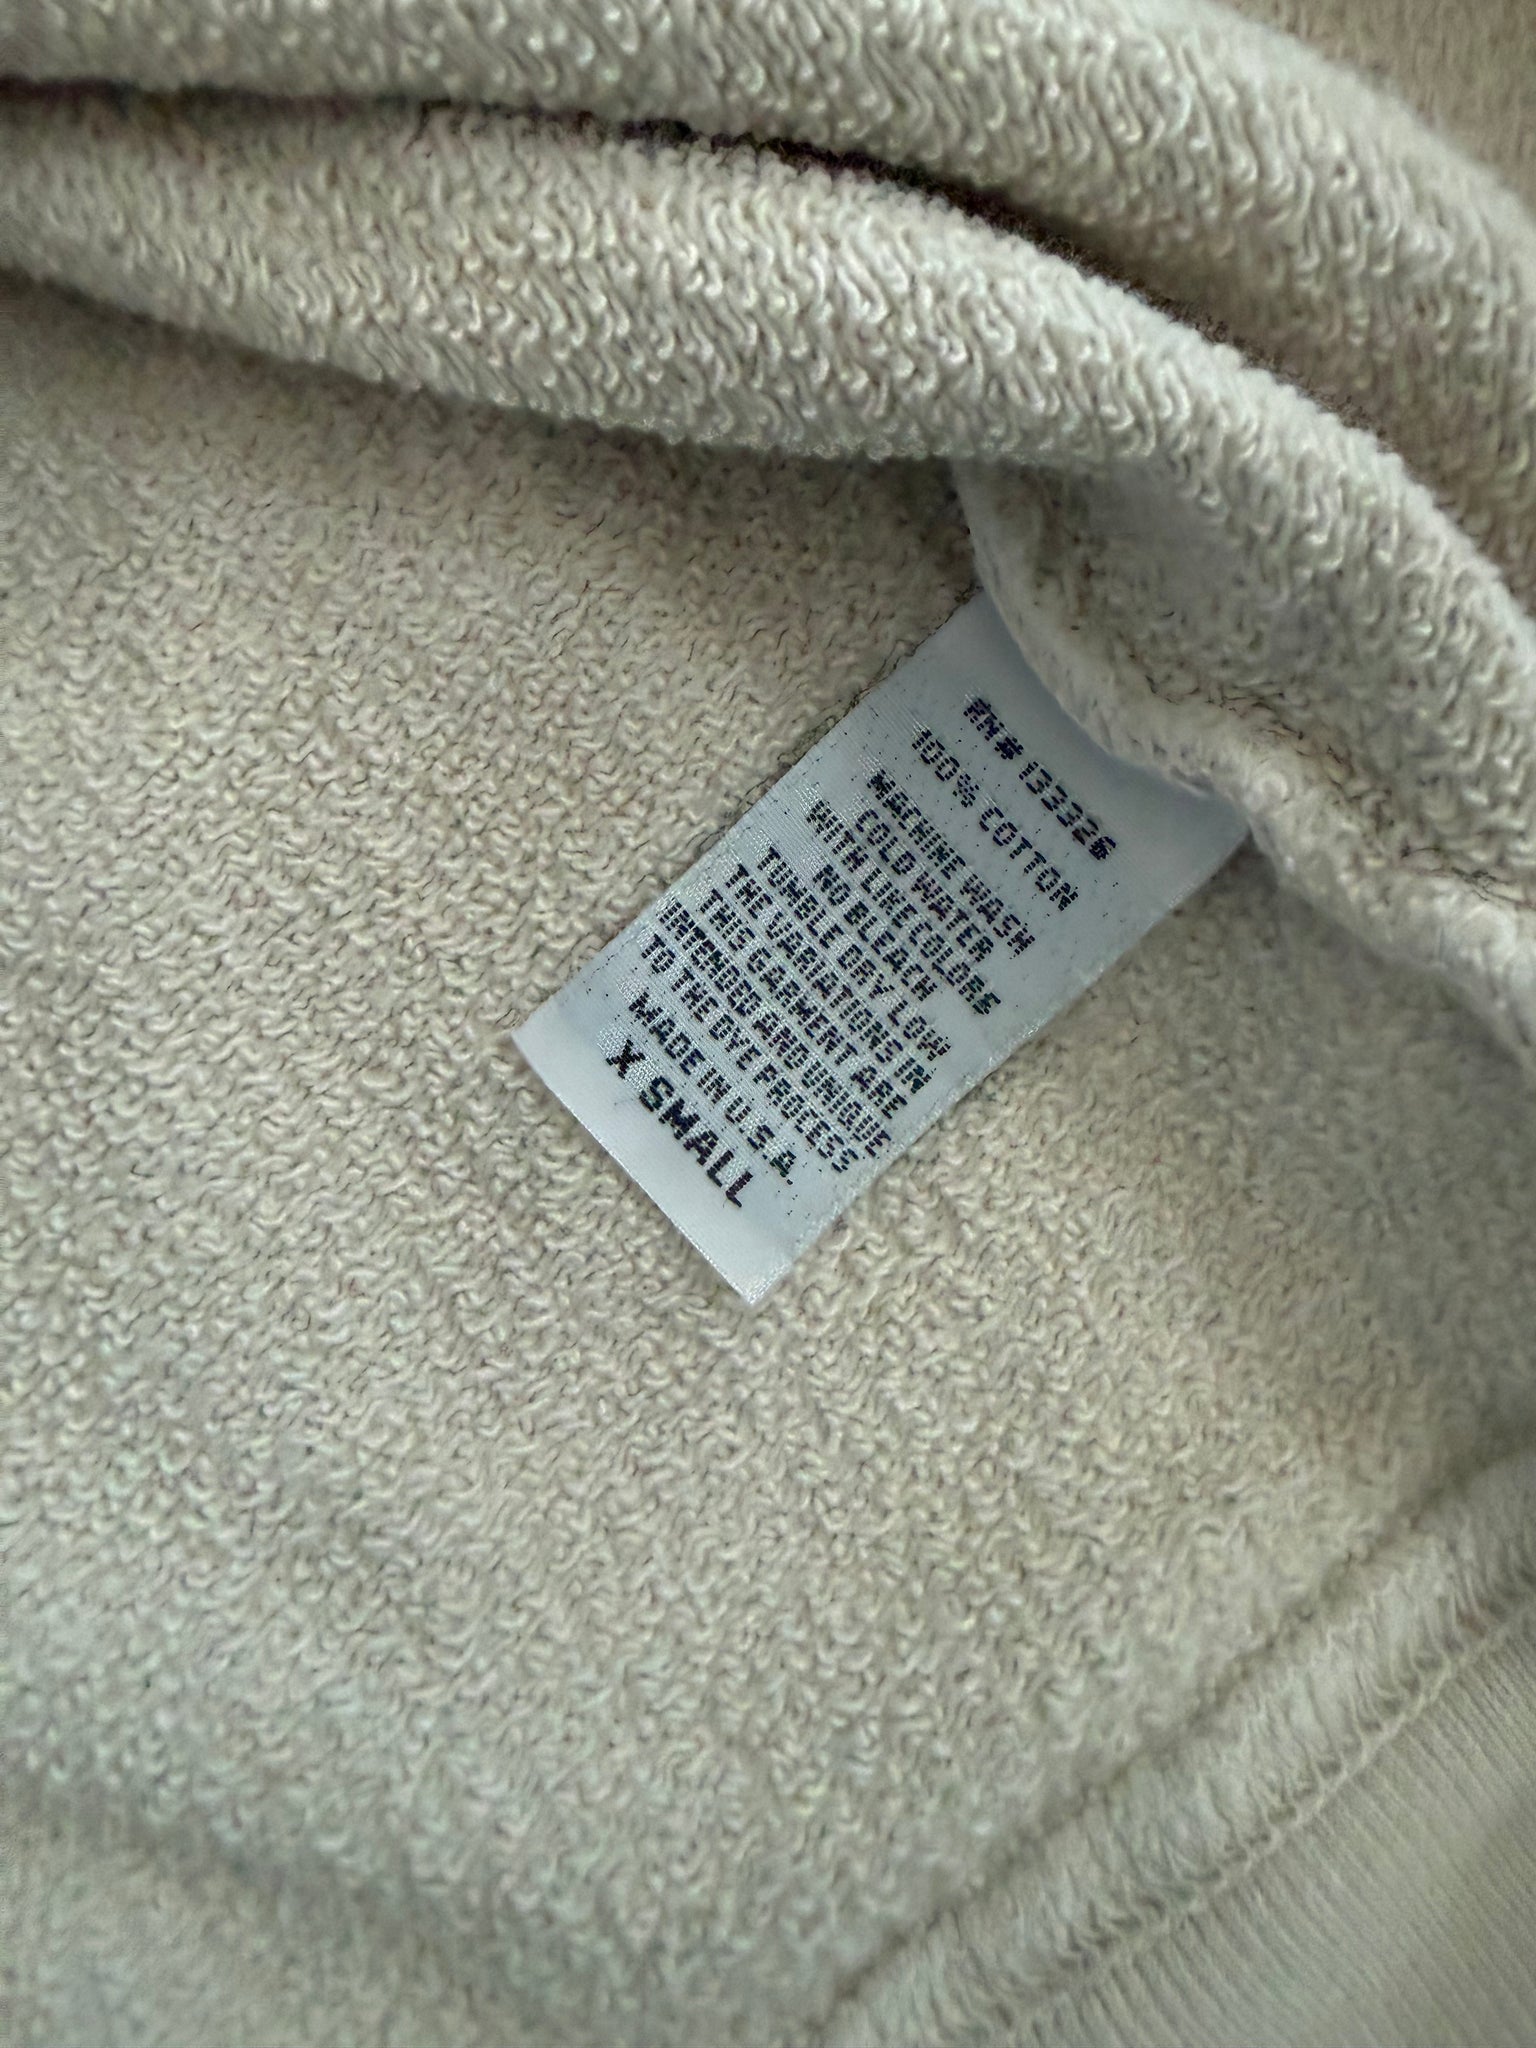 RN# 133326
100% COTTON
MACHINE WASH
COLD WATER
WITH LIKE COLORS
NO BLEACH
TUMBLE DRY LOW
THE VARIATIONS IN
THIS GARMENT ARE
INTENDED AND UNIQUE
TO THE DYE PROCESS
MADE IN U.S.A.
X SMALL